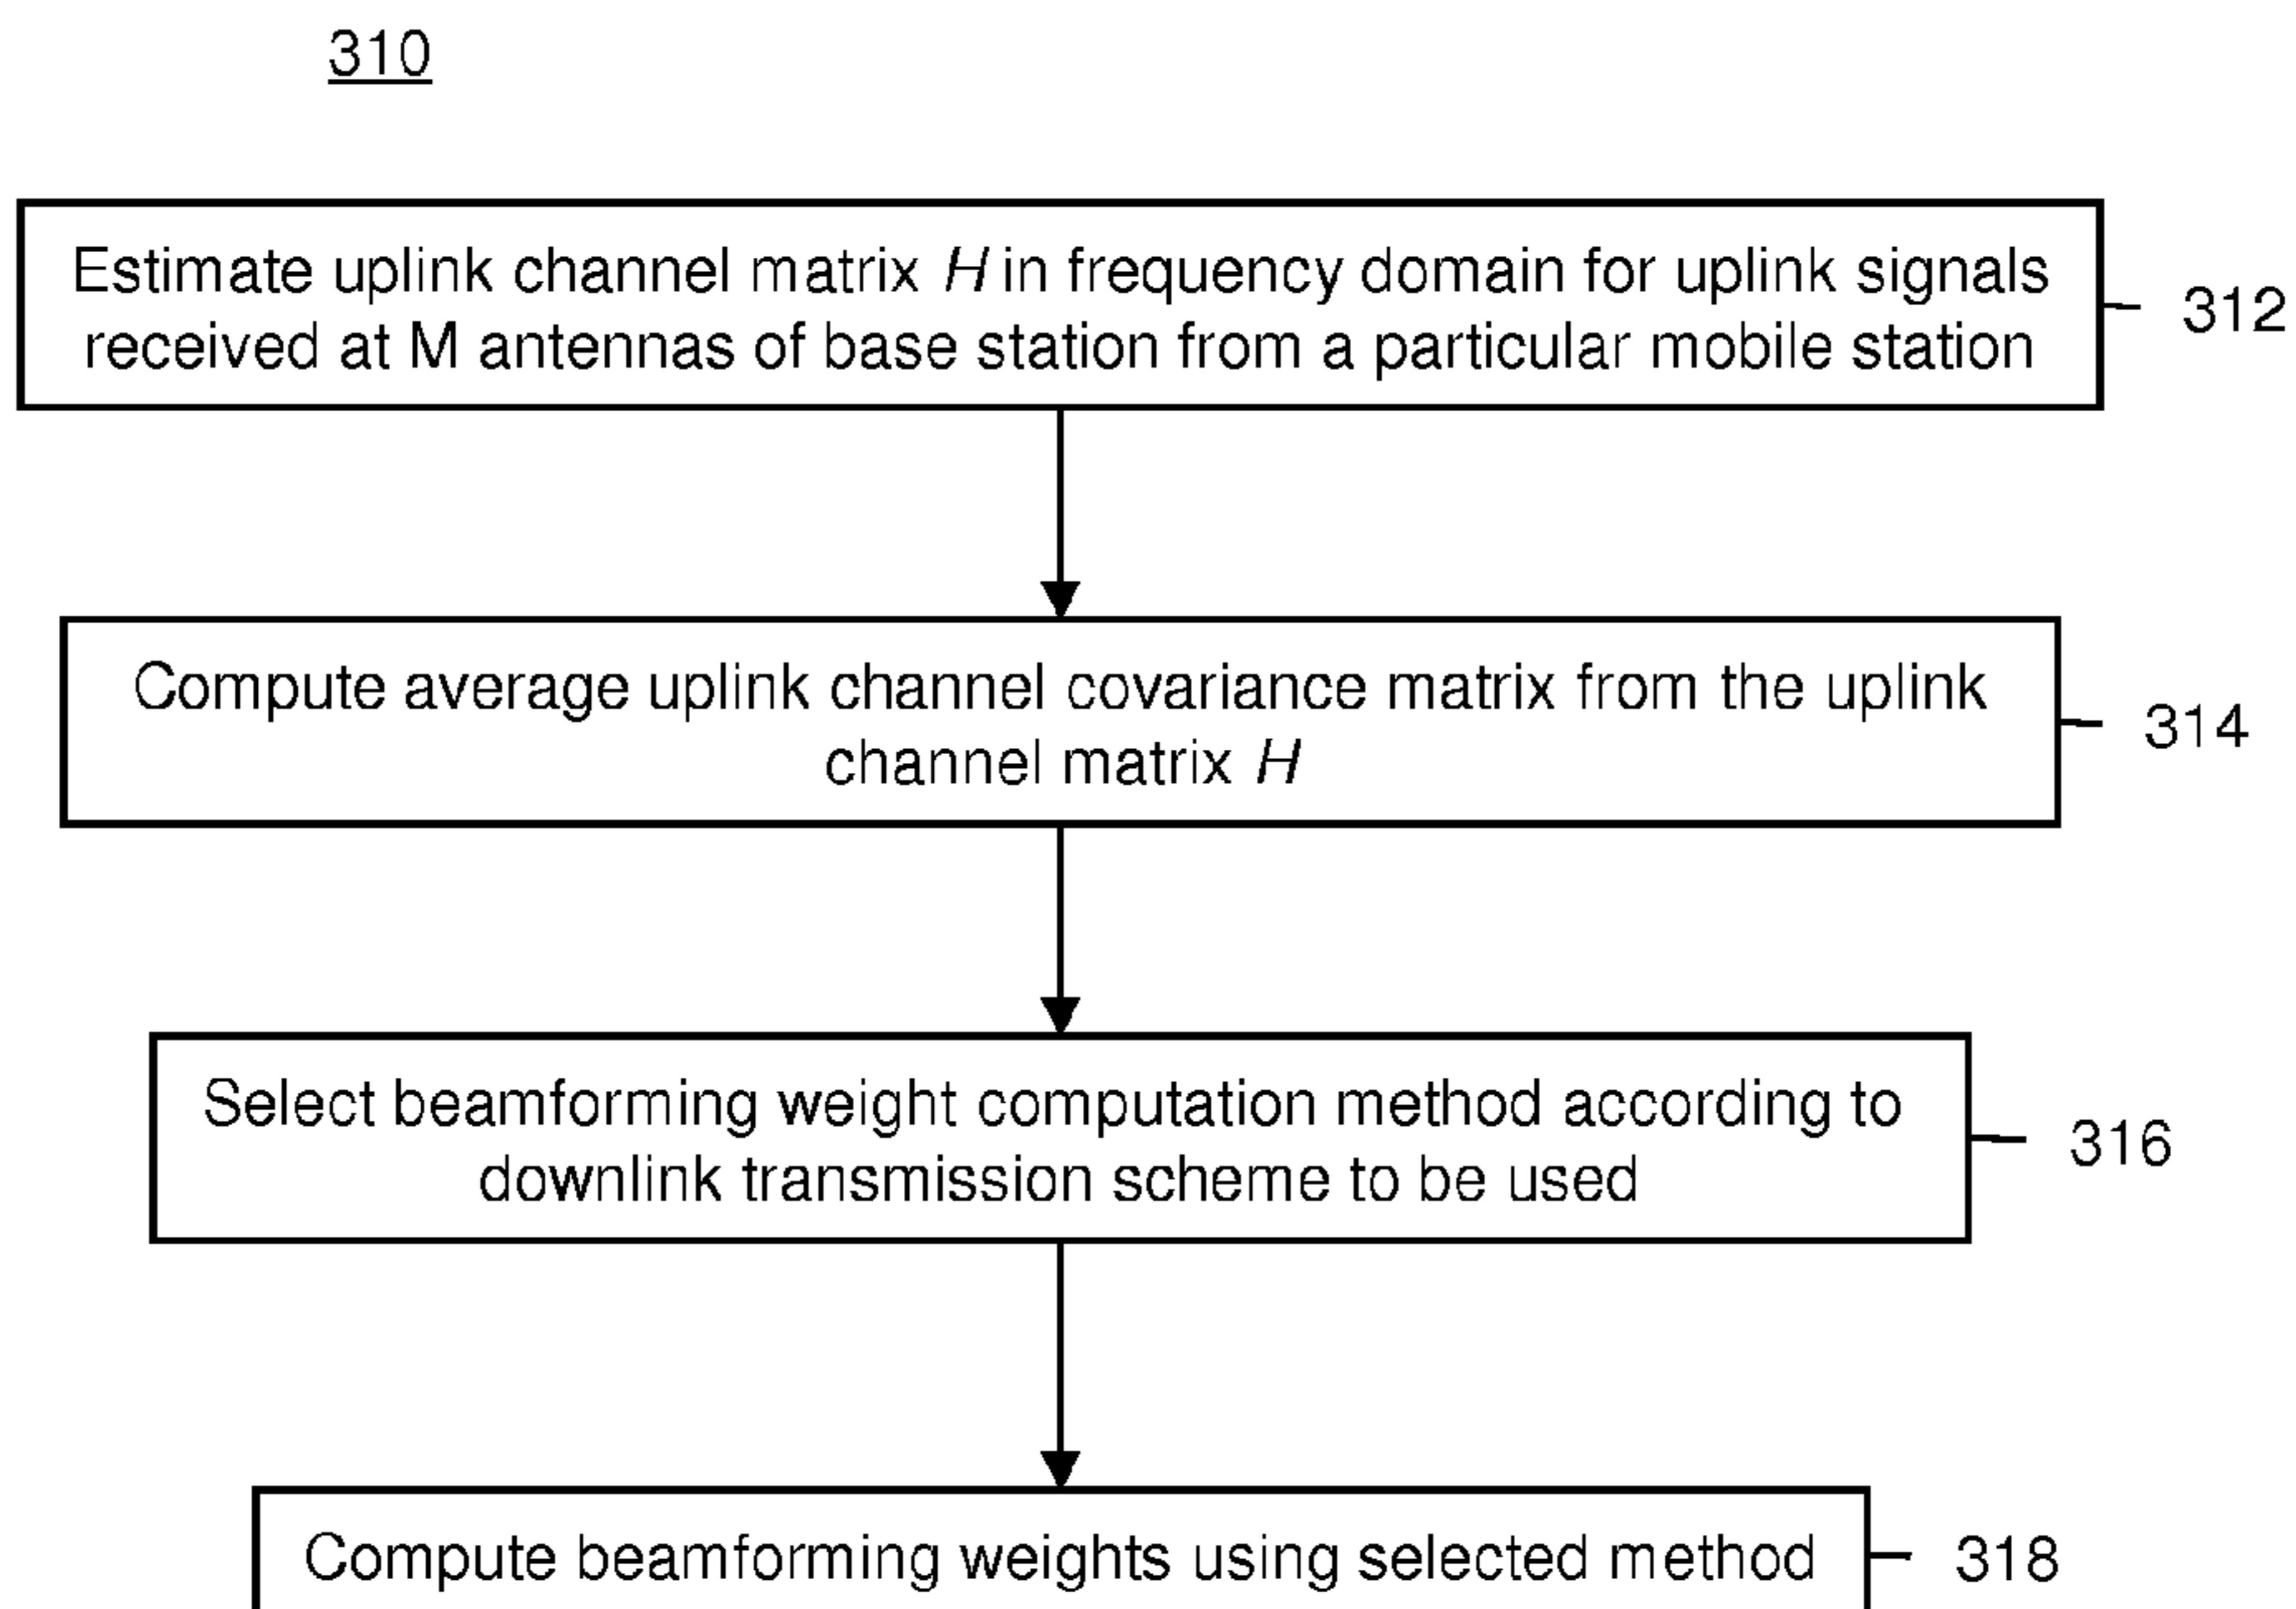 310
Estimate uplink channel matrix H in frequency domain for uplink signals
received at M antennas of base station from a particular mobile station
312
Compute average uplink channel covariance matrix from the uplink
channel matrix H
314
Select beamforming weight computation method according to
downlink transmission scheme to be used
316
Compute beamforming weights using selected method
318